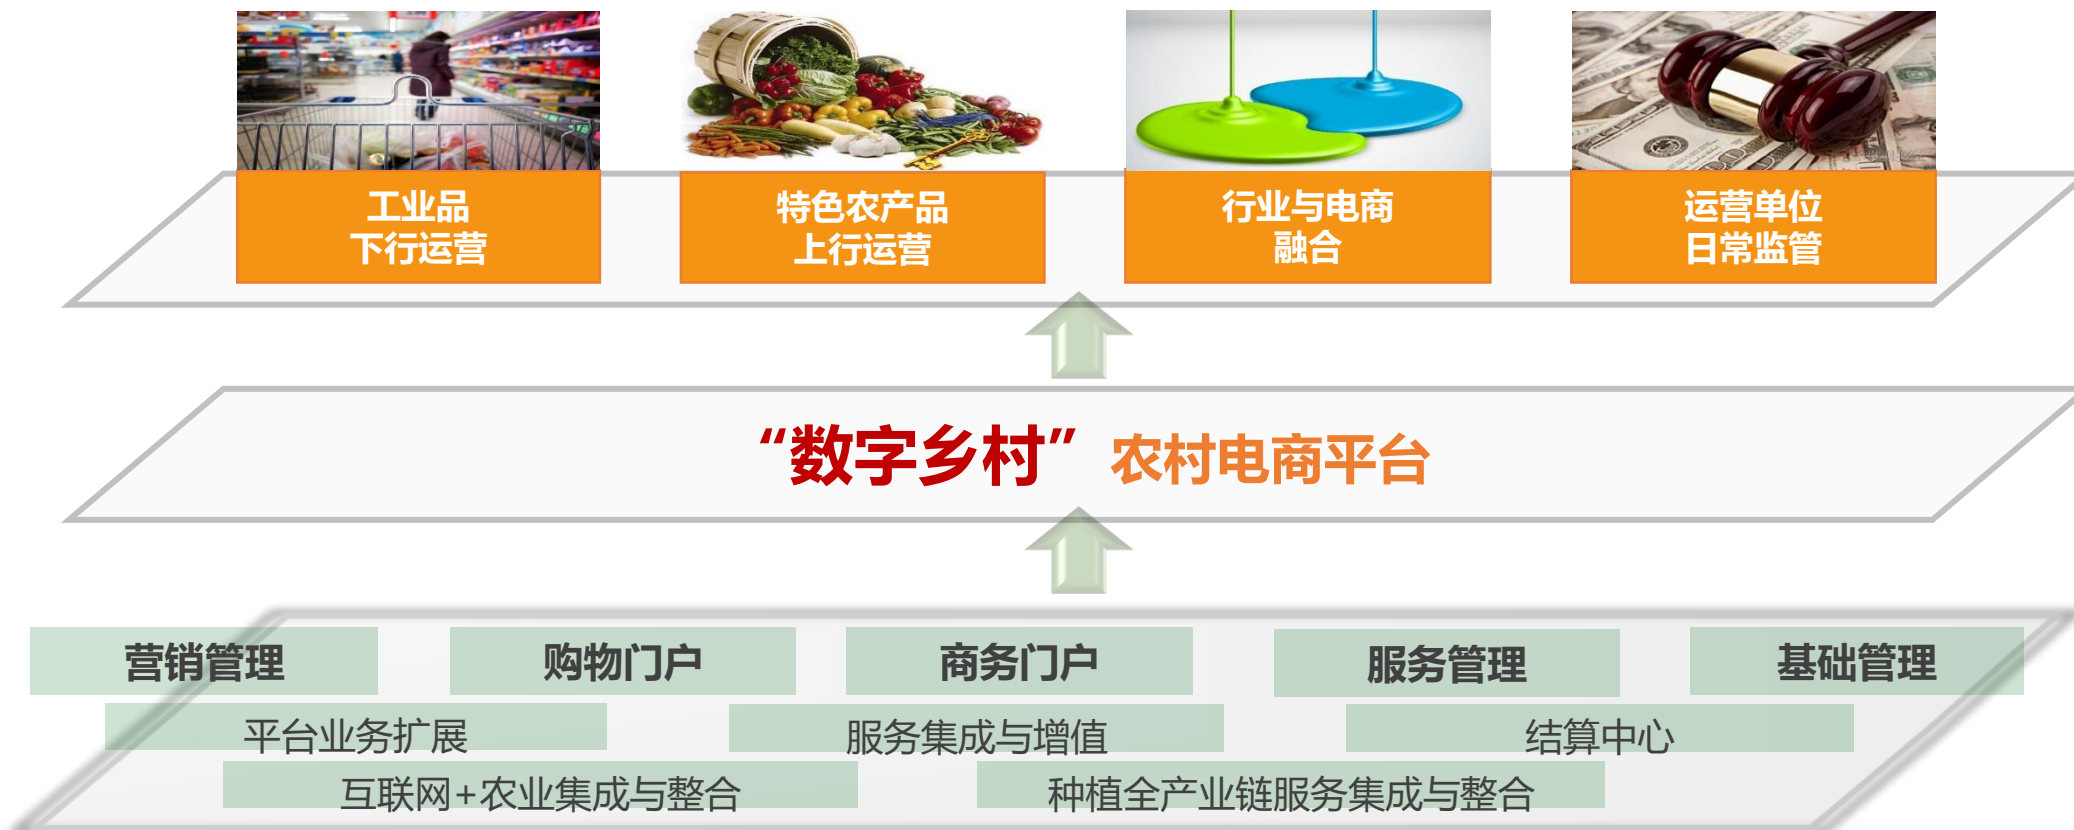 工业品
下行运营
特色农产品
上行运营
行业与电商
融合
运营单位
日常监管
“数字乡村”农村电商平台
营销管理
购物门户
商务门户
服务管理
基础管理
平台业务扩展
服务集成与增值
结算中心
互联网+农业集成与整合
种植全产业链服务集成与整合